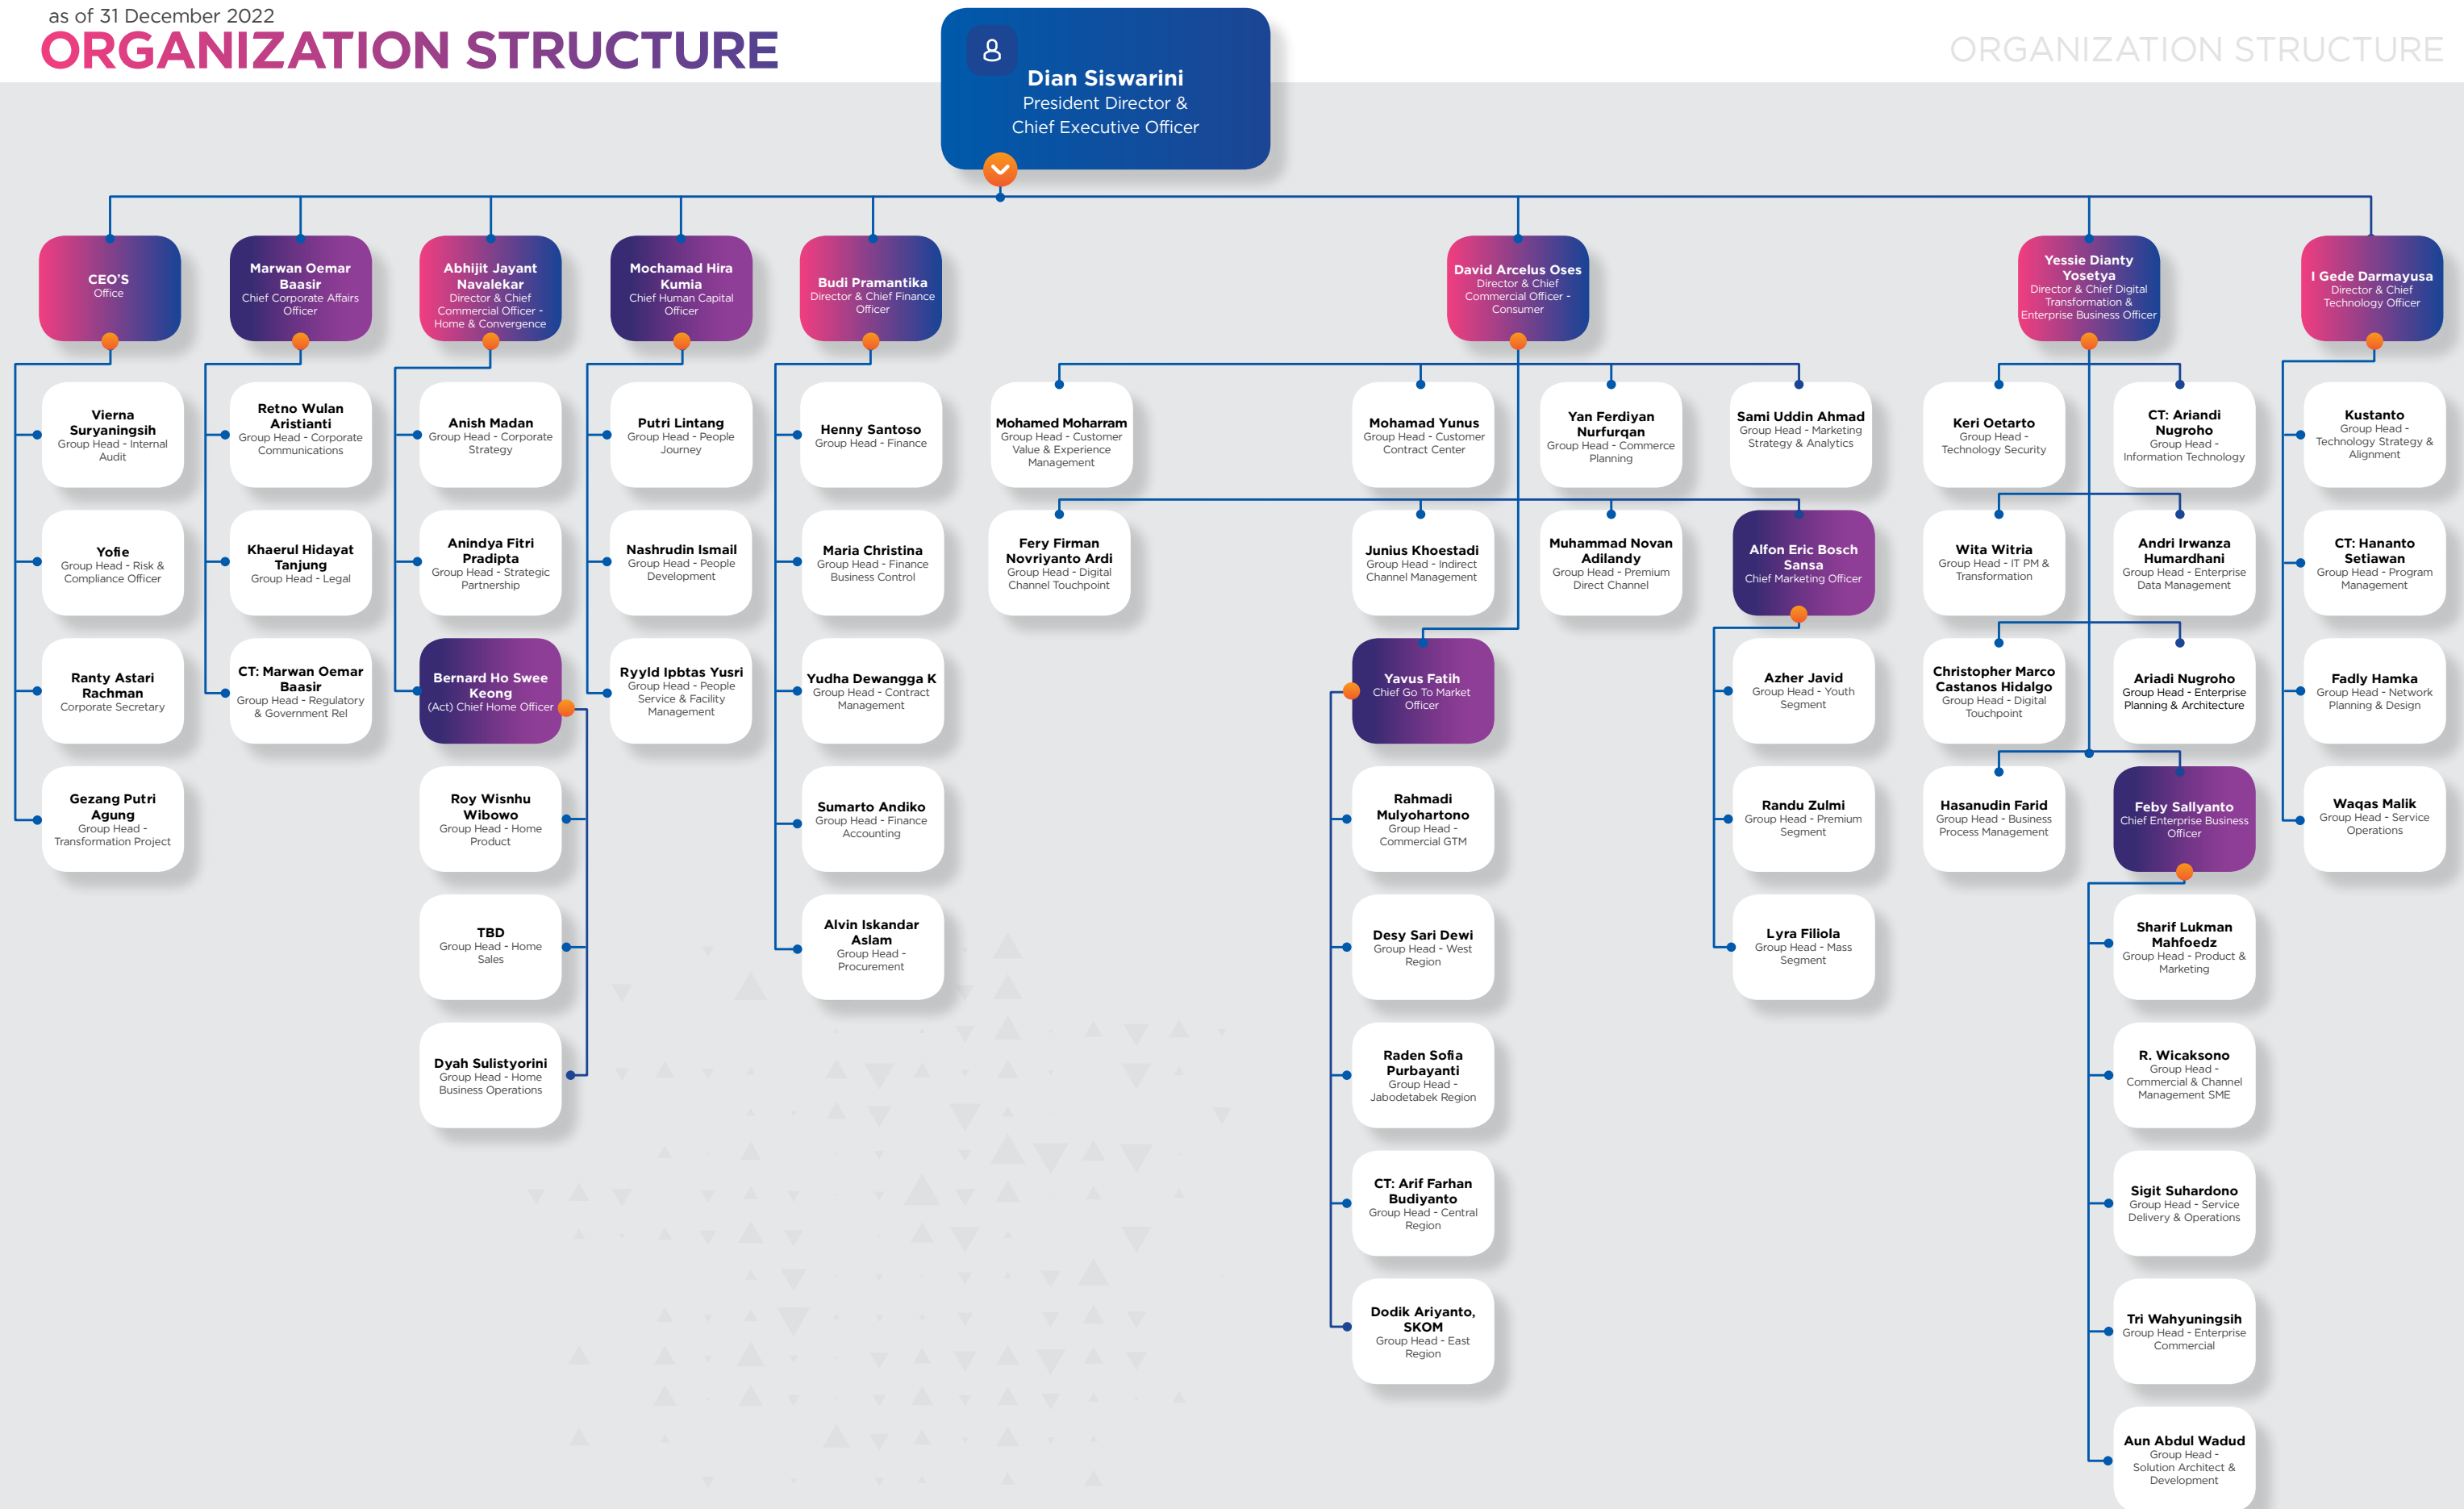 as of 31 December 2022
ORGANIZATION STRUCTURE
ORGANIZATION STRUCTURE
Dian Siswarini
President Director &
Chief Executive Officer
CEO'S
Office
Marwan Oemar
Baasir
Chief Corporate Affairs
Officer
Abhijit Jayant
Navalekar
Director & Chief
Commercial Officer -
Home & Convergence
Mochamad Hira
Kumia
Chief Human Capital
Officer
Budi Pramantika
Director & Chief Finance
Officer
David Arcelus Oses
Director & Chief
Commercial Officer -
Consumer
Yessie Dianty
Yosetya
Director & Chief Digital
Transformation &
Enterprise Business Officer
I Gede Darmayusa
Director & Chief
Technology Officer
Vierna
Suryaningsih
Group Head - Internal
Audit
Retno Wulan
Aristianti
Group Head - Corporate
Communications
Anish Madan
Group Head - Corporate
Strategy
Putri Lintang
Group Head - People
Journey
Henny Santoso
Group Head - Finance
Mohamed Moharram
Group Head - Customer
Value & Experience
Management
Mohamad Yunus
Group Head - Customer
Contract Center
Yan Ferdiyan
Nurfurqan
Group Head - Commerce
Planning
Sami Uddin Ahmad
Group Head - Marketing
Strategy & Analytics
Keri Oetarto
Group Head -
Technology Security
CT: Ariandi
Nugroho
Group Head -
Information Technology
Kustanto
Group Head -
Technology Strategy &
Alignment
Yofie
Group Head - Risk &
Compliance Officer
Khaerul Hidayat
Tanjung
Group Head - Legal
Anindya Fitri
Pradipta
Group Head - Strategic
Partnership
Nashrudin Ismail
Group Head - People
Development
Maria Christina
Group Head - Finance
Business Control
Fery Firman
Novriyanto Ardi
Group Head - Digital
Channel Touchpoint
Junius Khoestadi
Group Head - Indirect
Channel Management
Muhammad Novan
Adilandy
Group Head - Premium
Direct Channel
Alfon Eric Bosch
Sansa
Chief Marketing Officer
Wita Witria
Group Head - IT PM &
Transformation
Andri Irwanza
Humardhani
Group Head - Enterprise
Data Management
CT: Hananto
Setiawan
Group Head - Program
Management
Ranty Astari
Rachman
Corporate Secretary
CT: Marwan Oemar
Baasir
Group Head - Regulatory
& Government Rel
Bernard Ho Swee
Keong
(Act) Chief Home Officer
Ryyld Ipbtas Yusri
Group Head - People
Service & Facility
Management
Yudha Dewangga K
Group Head - Contract
Management
Yavus Fatih
Chief Go To Market
Officer
Azher Javid
Group Head - Youth
Segment
Christopher Marco
Castanos Hidalgo
Group Head - Digital
Touchpoint
Ariadi Nugroho
Group Head - Enterprise
Planning & Architecture
Fadly Hamka
Group Head - Network
Planning & Design
Gezang Putri
Agung
Group Head -
Transformation Project
Roy Wisnhu
Wibowo
Group Head - Home
Product
Sumarto Andiko
Group Head - Finance
Accounting
Rahmadi
Mulyohartono
Group Head -
Commercial GTM
Randu Zulmi
Group Head - Premium
Segment
Hasanudin Farid
Group Head - Business
Process Management
Feby Sallyanto
Chief Enterprise Business
Officer
Waqas Malik
Group Head - Service
Operations
TBD
Group Head - Home
Sales
Alvin Iskandar
Aslam
Group Head -
Procurement
Desy Sari Dewi
Group Head - West
Region
Lyra Filiola
Group Head - Mass
Segment
Sharif Lukman
Mahfoedz
Group Head - Product &
Marketing
Dyah Sulistyorini
Group Head - Home
Business Operations
Raden Sofia
Purbayanti
Group Head -
Jabodetabek Region
R. Wicaksono
Group Head -
Commercial & Channel
Management SME
CT: Arif Farhan
Budiyanto
Group Head - Central
Region
Sigit Suhardono
Group Head - Service
Delivery & Operations
Dodik Ariyanto,
SKOM
Group Head - East
Region
Tri Wahyuningsih
Group Head - Enterprise
Commercial
Aun Abdul Wadud
Group Head -
Solution Architect &
Development